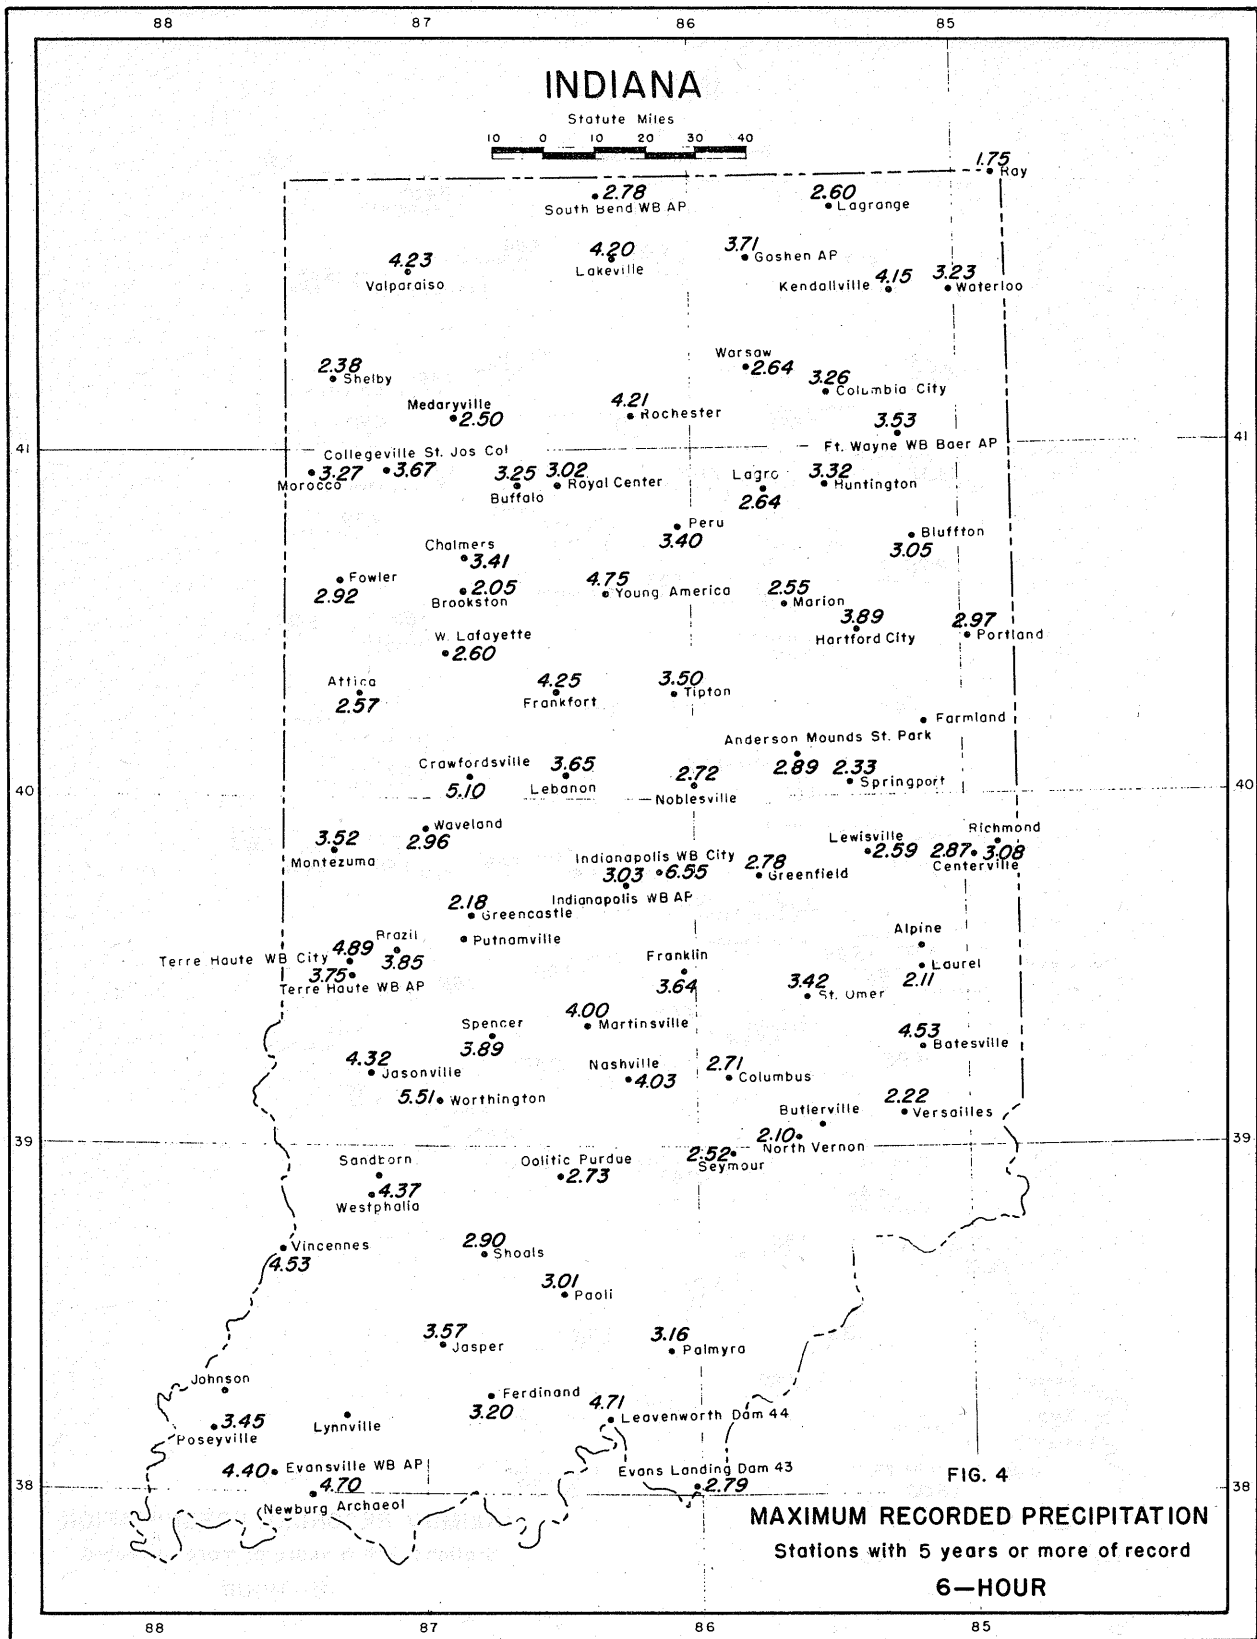 88 87 86 85
INDIANA
Statute Miles
10 0 10 20 30 40
1.75
Ray
2.78
South Bend WB AP
2.60
Lagrange
4.23
Valparaiso
4.20
Lakeville
3.71
Goshen AP
Kendallville
4.15
3.23
Waterloo
2.38
Shelby
Medaryville
2.50
4.21
Rochester
Warsaw
2.64
3.26
Columbia City
3.53
Ft. Wayne WB Baer AP
41 41
Collegeville St. Jos Col
3.67
3.27
Morocco
3.25
Buffalo
3.02
Royal Center
Lagro
2.64
3.32
Huntington
Peru
3.40
Bluffton
3.05
Chalmers
3.41
Fowler
2.92
2.05
Brookston
4.75
Young America
2.55
Marion
3.89
Hartford City
2.97
Portland
W. Lafayette
2.60
Attica
2.57
4.25
Frankfort
3.50
Tipton
Farmland
Anderson Mounds St. Park
2.89
2.33
Springport
Crawfordsville
5.10
3.65
Lebanon
2.72
Noblesville
40 40
Waveland
2.96
3.52
Montezuma
Indianapolis WB City
6.55
3.03
Indianapolis WB AP
2.78
Greenfield
Lewisville
2.59
2.87
Centerville
Richmond
3.08
2.18
Greencastle
Putnamville
Brazil
3.85
4.89
Terre Haute WB City
3.75
Terre Haute WB AP
Franklin
3.64
Alpine
Laurel
2.11
3.42
St. Omer
4.00
Martinsville
Spencer
3.89
4.53
Batesville
4.32
Jasonville
Nashville
4.03
2.71
Columbus
5.51
Worthington
Butlerville
2.22
Versailles
2.10
North Vernon
39 39
2.52
Seymour
Sandborn
4.37
Westphalia
Oolitic Purdue
2.73
Vincennes
4.53
2.90
Shoals
3.01
Paoli
3.57
Jasper
3.16
Palmyra
Johnson
Ferdinand
3.20
4.71
Leavenworth Dam 44
3.45
Poseyville
Lynnville
4.40
Evansville WB AP
4.70
Newburg Archaeol
Evans Landing Dam 43
2.79
38 38
FIG. 4
MAXIMUM RECORDED PRECIPITATION
Stations with 5 years or more of record
6-HOUR
88 87 86 85